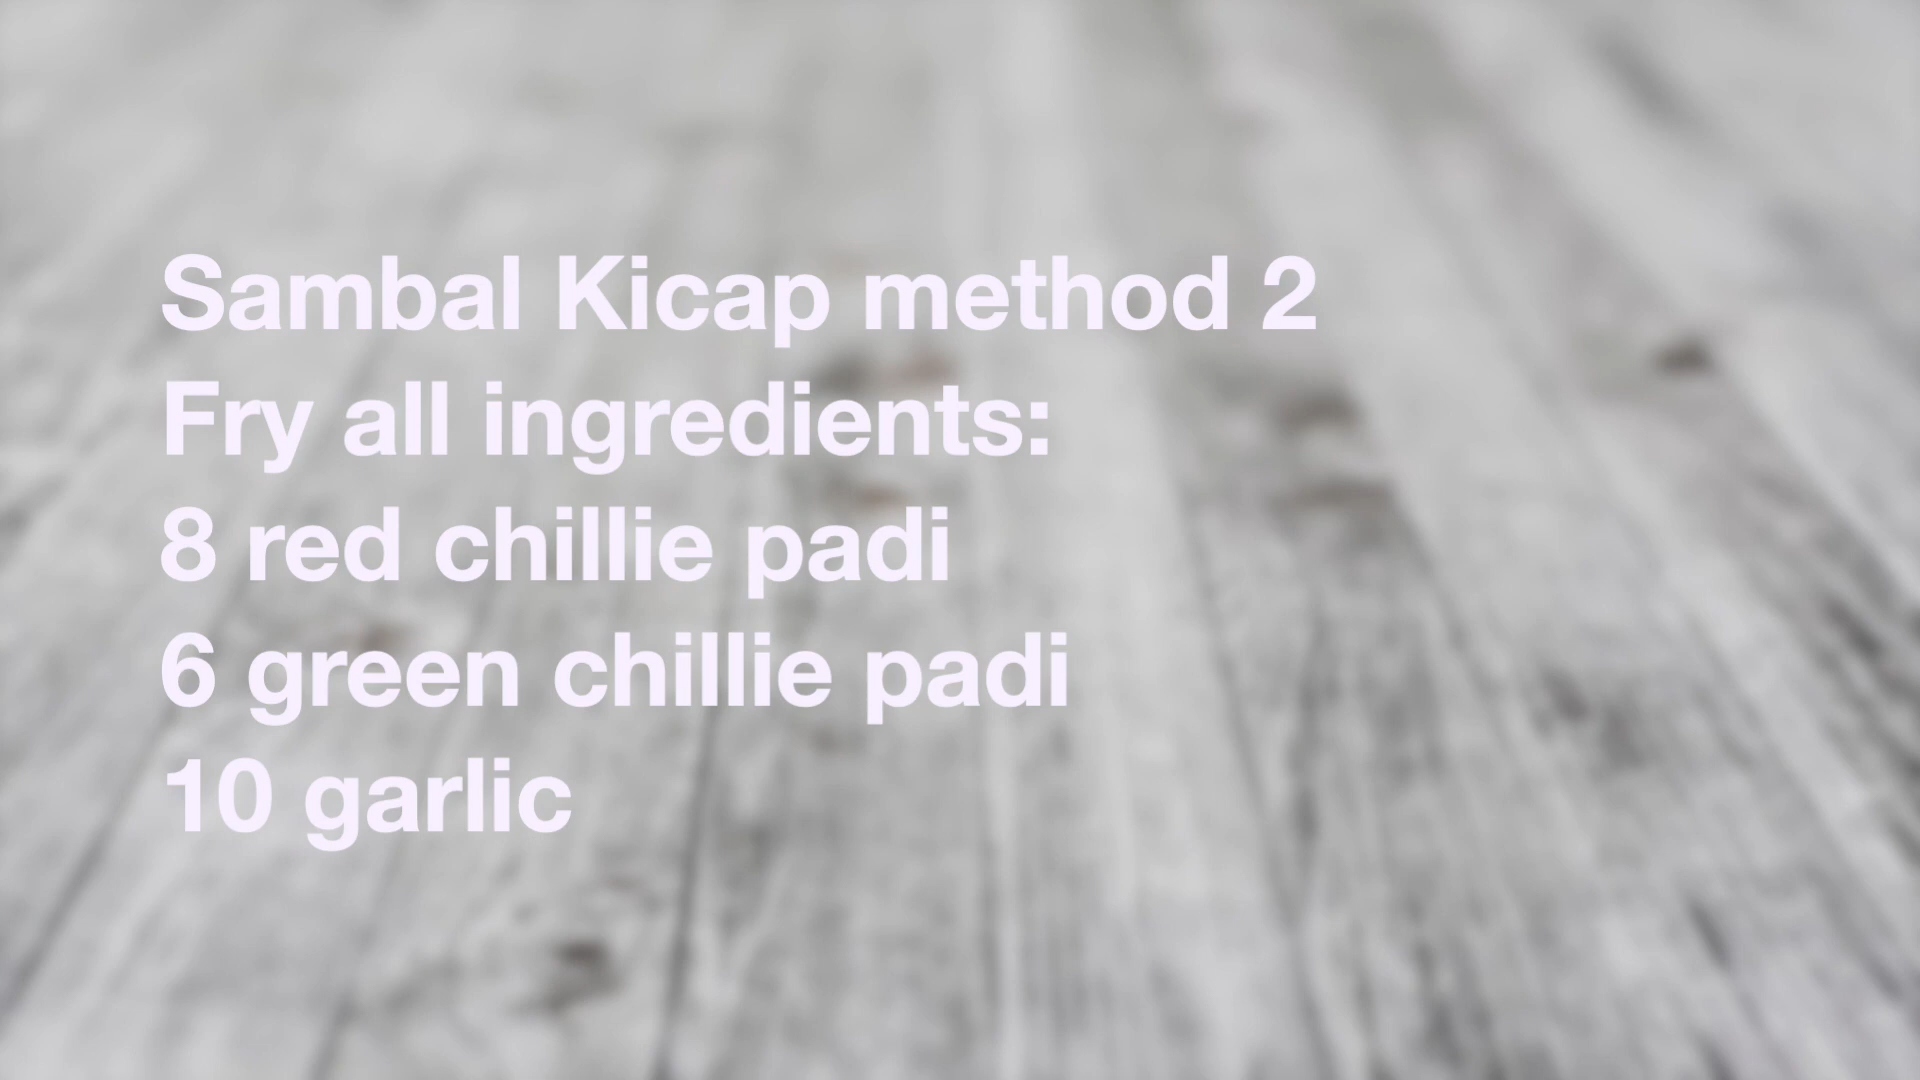 Sambal Kicap method 2
Fry all ingredients:
8 red chillie padi
6 green chillie padi
10 garlic